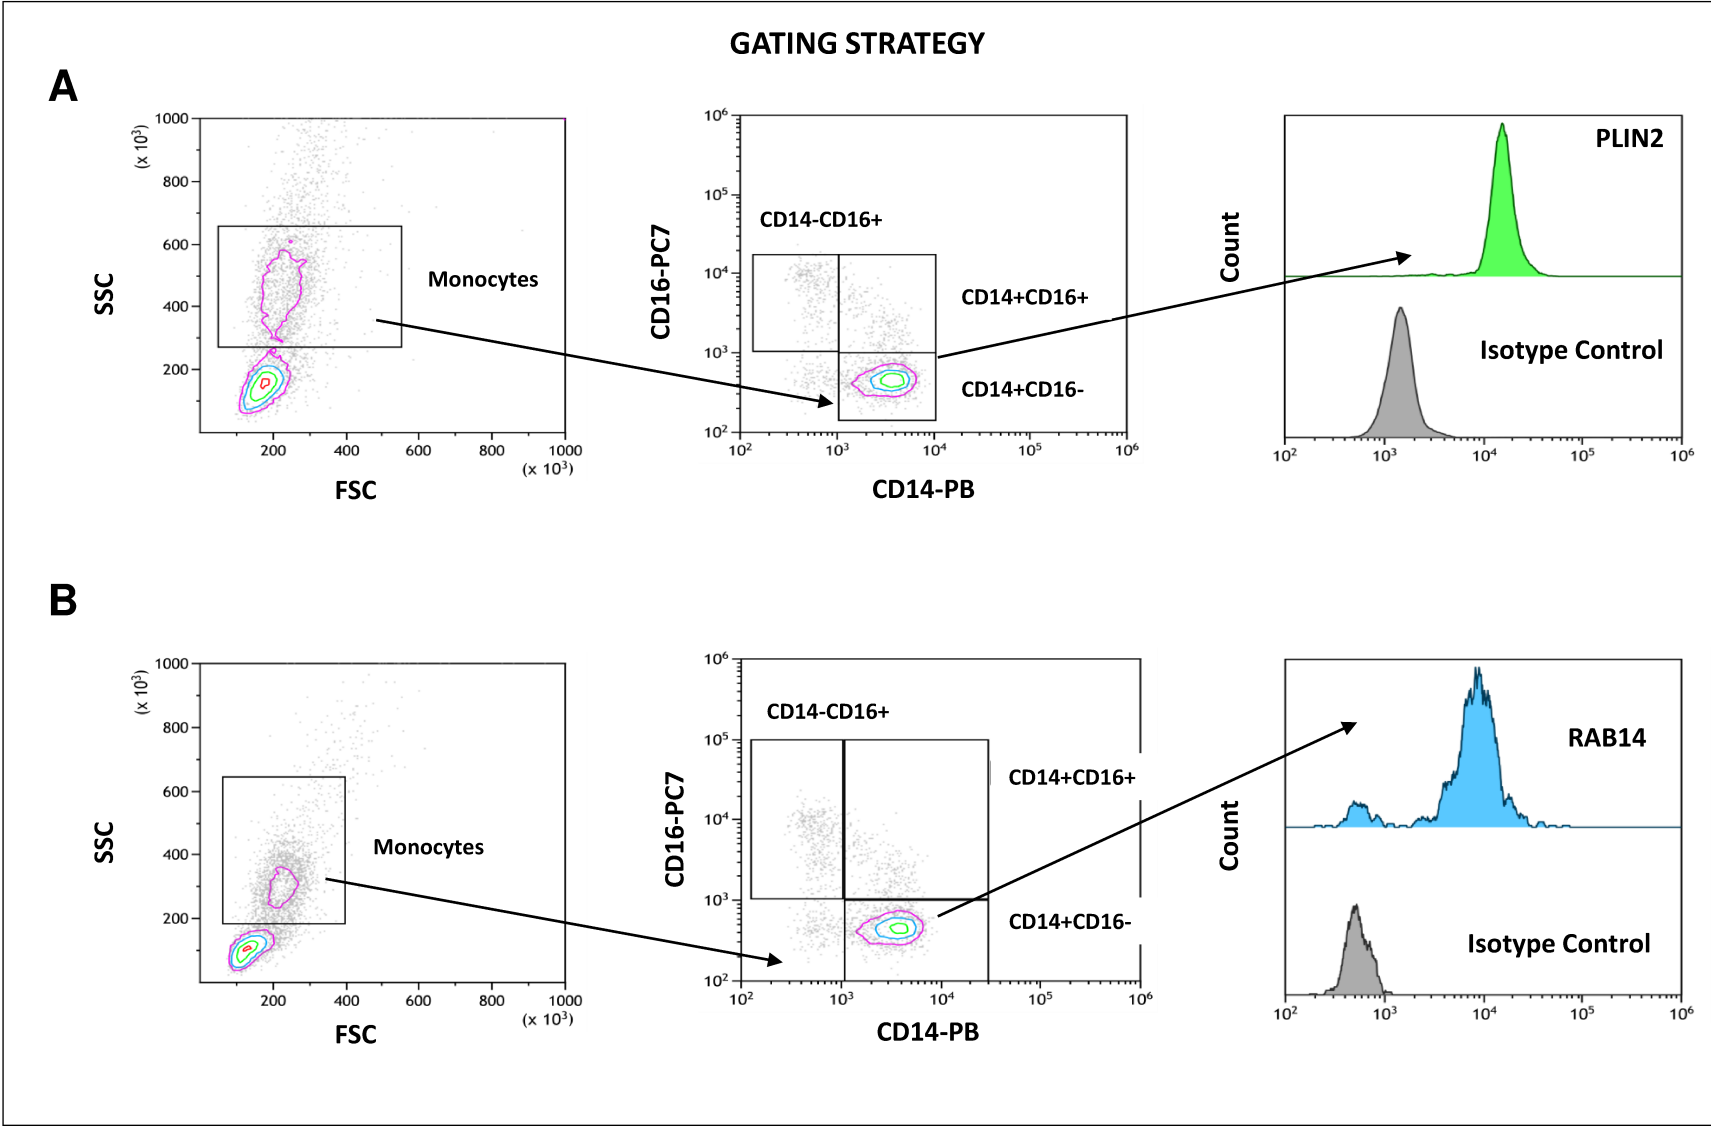 GATING STRATEGY
A
(x 10³)
1000
800
600
400
200
SSC
Monocytes
200 400 600 800 1000
(x 10³)
FSC
10⁶
10⁵
10⁴
10³
10²
CD16-PC7
CD14-CD16+
CD14+CD16+
CD14+CD16-
10² 10³ 10⁴ 10⁵ 10⁶
CD14-PB
Count
PLIN2
Isotype Control
10² 10³ 10⁴ 10⁵ 10⁶
B
(x 10³)
1000
800
600
400
200
SSC
Monocytes
200 400 600 800 1000
(x 10³)
FSC
10⁶
10⁵
10⁴
10³
10²
CD16-PC7
CD14-CD16+
CD14+CD16+
CD14+CD16-
10² 10³ 10⁴ 10⁵ 10⁶
CD14-PB
Count
RAB14
Isotype Control
10² 10³ 10⁴ 10⁵ 10⁶